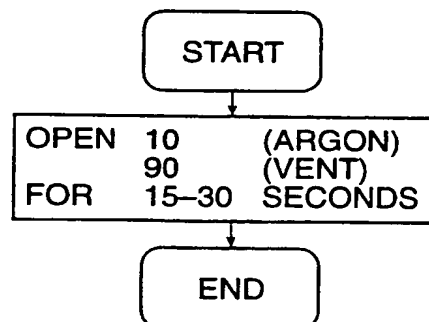 START
OPEN 10 (ARGON)
90 (VENT)
FOR 15–30 SECONDS
END